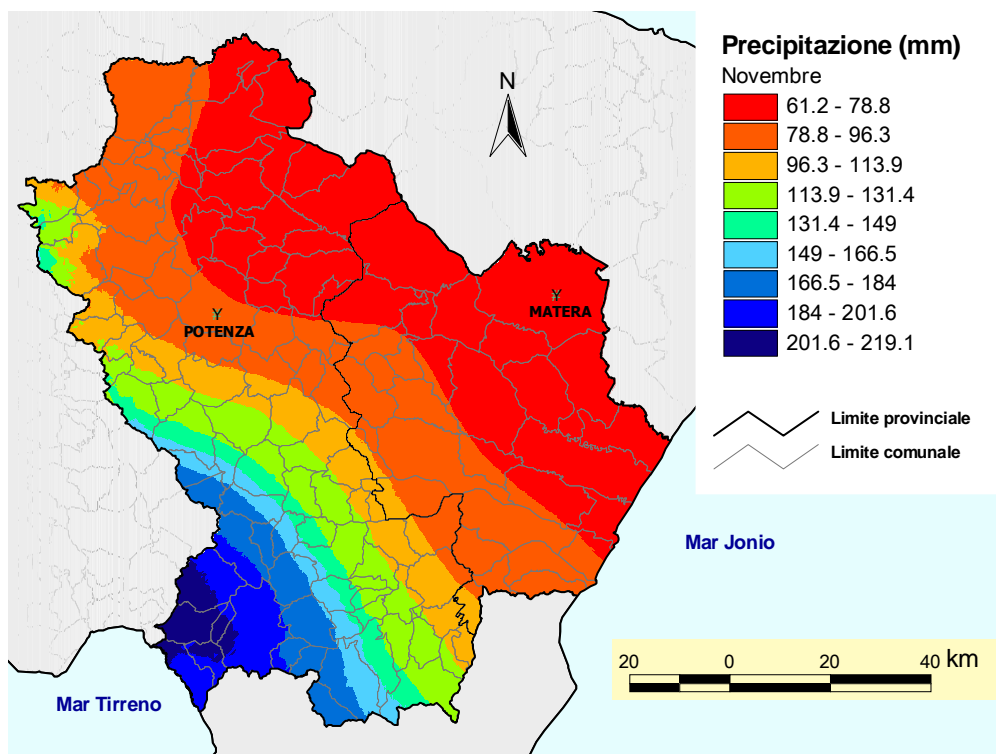 Precipitazione (mm)
Novembre
61.2 - 78.8
78.8 - 96.3
96.3 - 113.9
113.9 - 131.4
131.4 - 149
149 - 166.5
166.5 - 184
184 - 201.6
201.6 - 219.1
Limite provinciale
Limite comunale
N
POTENZA
MATERA
Mar Jonio
Mar Tirreno
20 0 20 40 km